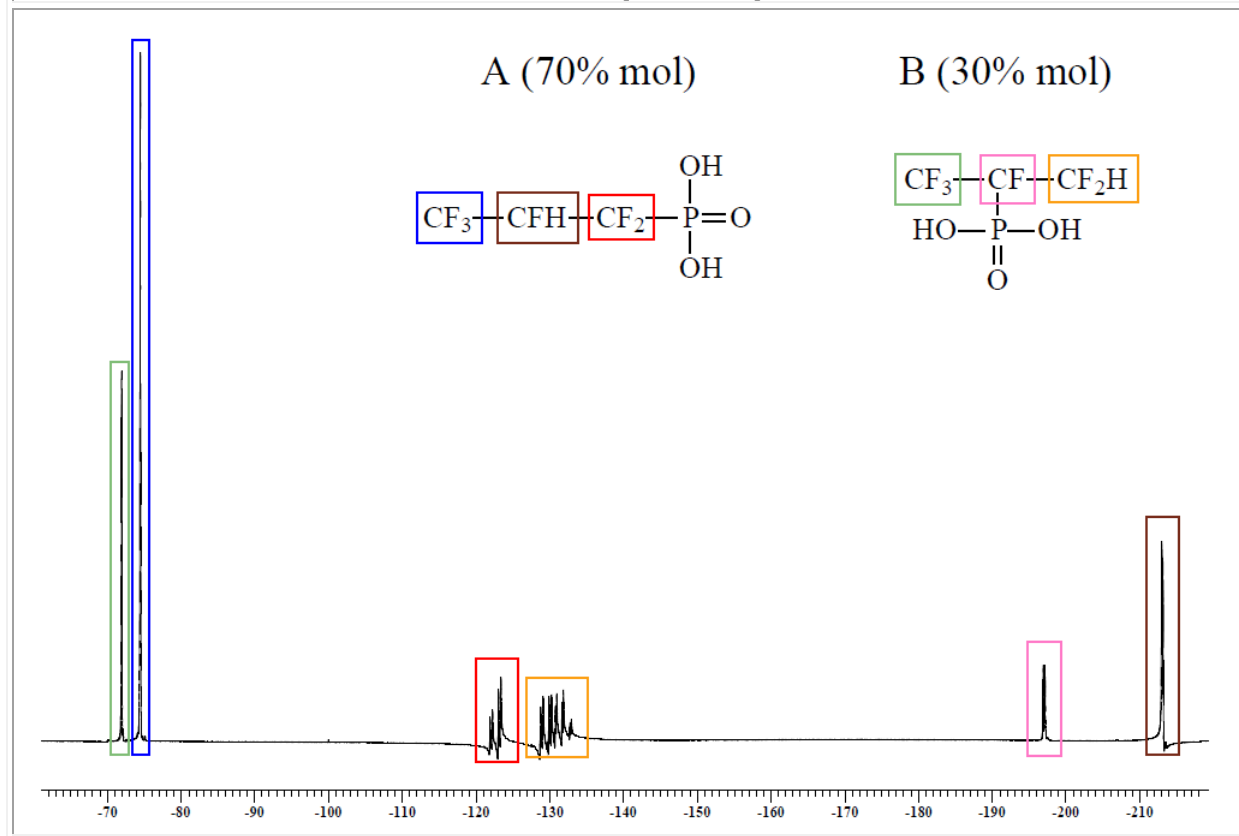 A (70% mol)
B (30% mol)
OH
CF3 CFH CF2 P=O
OH
CF3 CF CF2H
HO P OH
O
-70 -80 -90 -100 -110 -120 -130 -140 -150 -160 -170 -180 -190 -200 -210